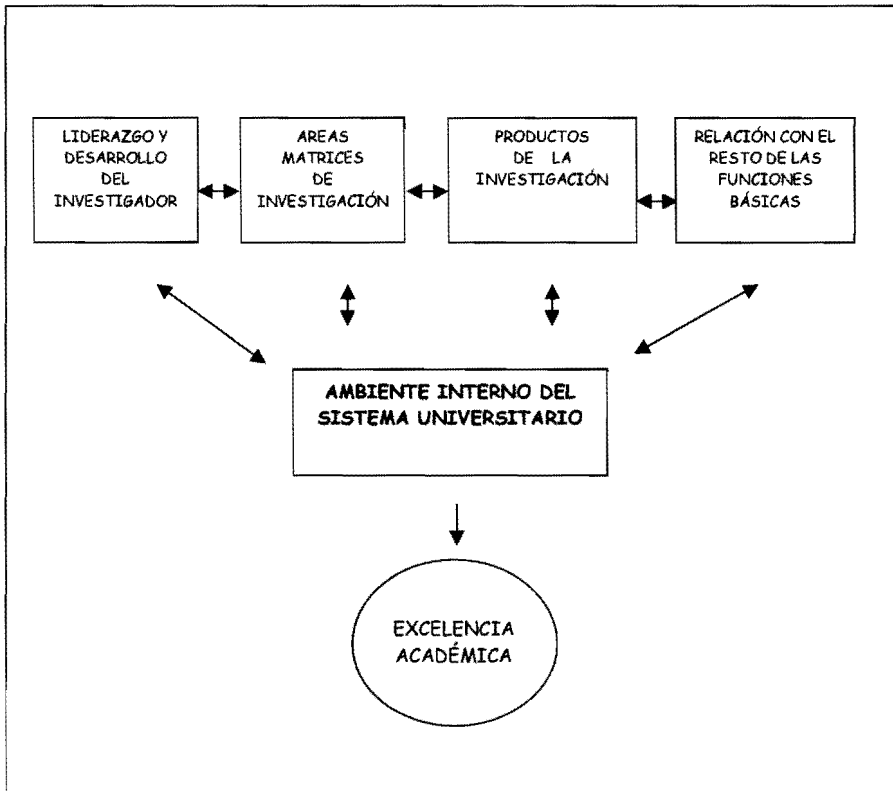 LIDERAZGO Y
DESARROLLO
DEL
INVESTIGADOR
AREAS
MATRICES
DE
INVESTIGACIÓN
PRODUCTOS
DE LA
INVESTIGACIÓN
RELACIÓN CON EL
RESTO DE LAS
FUNCIONES
BÁSICAS
AMBIENTE INTERNO DEL
SISTEMA UNIVERSITARIO
EXCELENCIA
ACADÉMICA